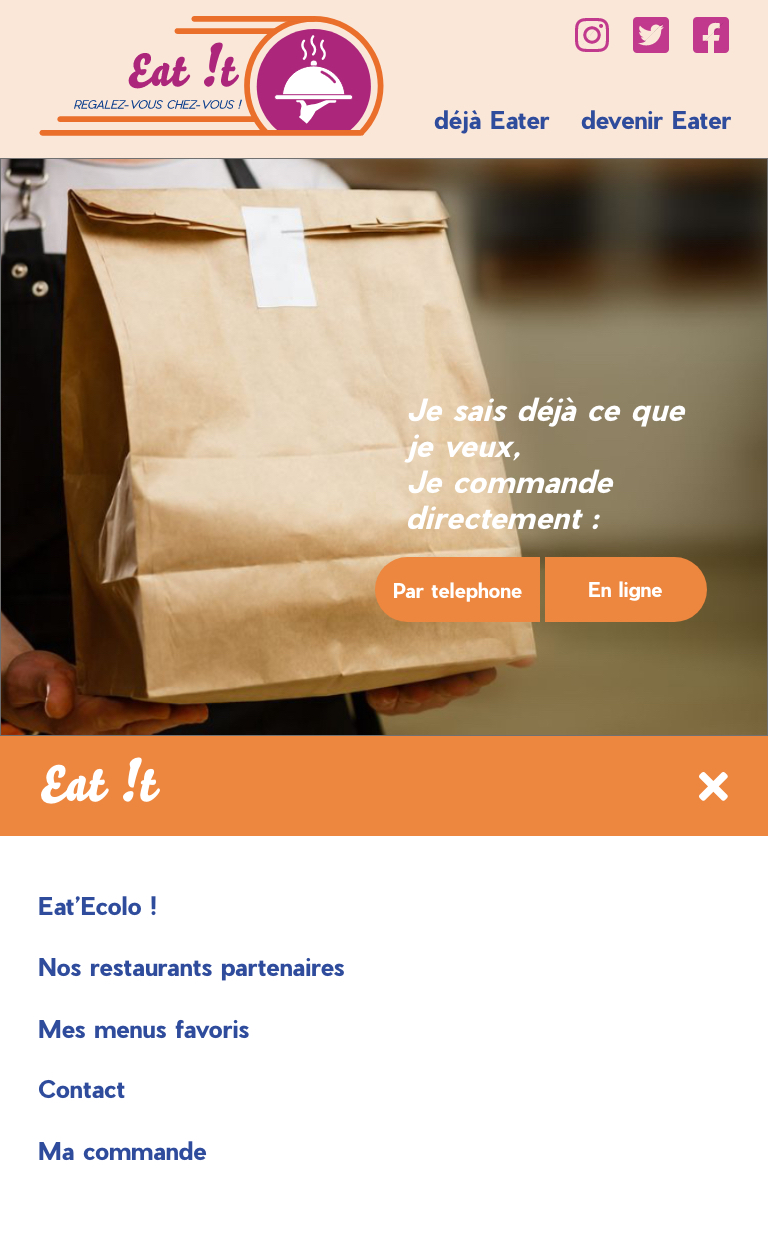 Eat !t
REGALEZ-VOUS CHEZ-VOUS !
déjà Eater
devenir Eater
Je sais déjà ce que
je veux,
Je commande
directement :
Par telephone
En ligne
Eat !t
Eat'Ecolo !
Nos restaurants partenaires
Mes menus favoris
Contact
Ma commande